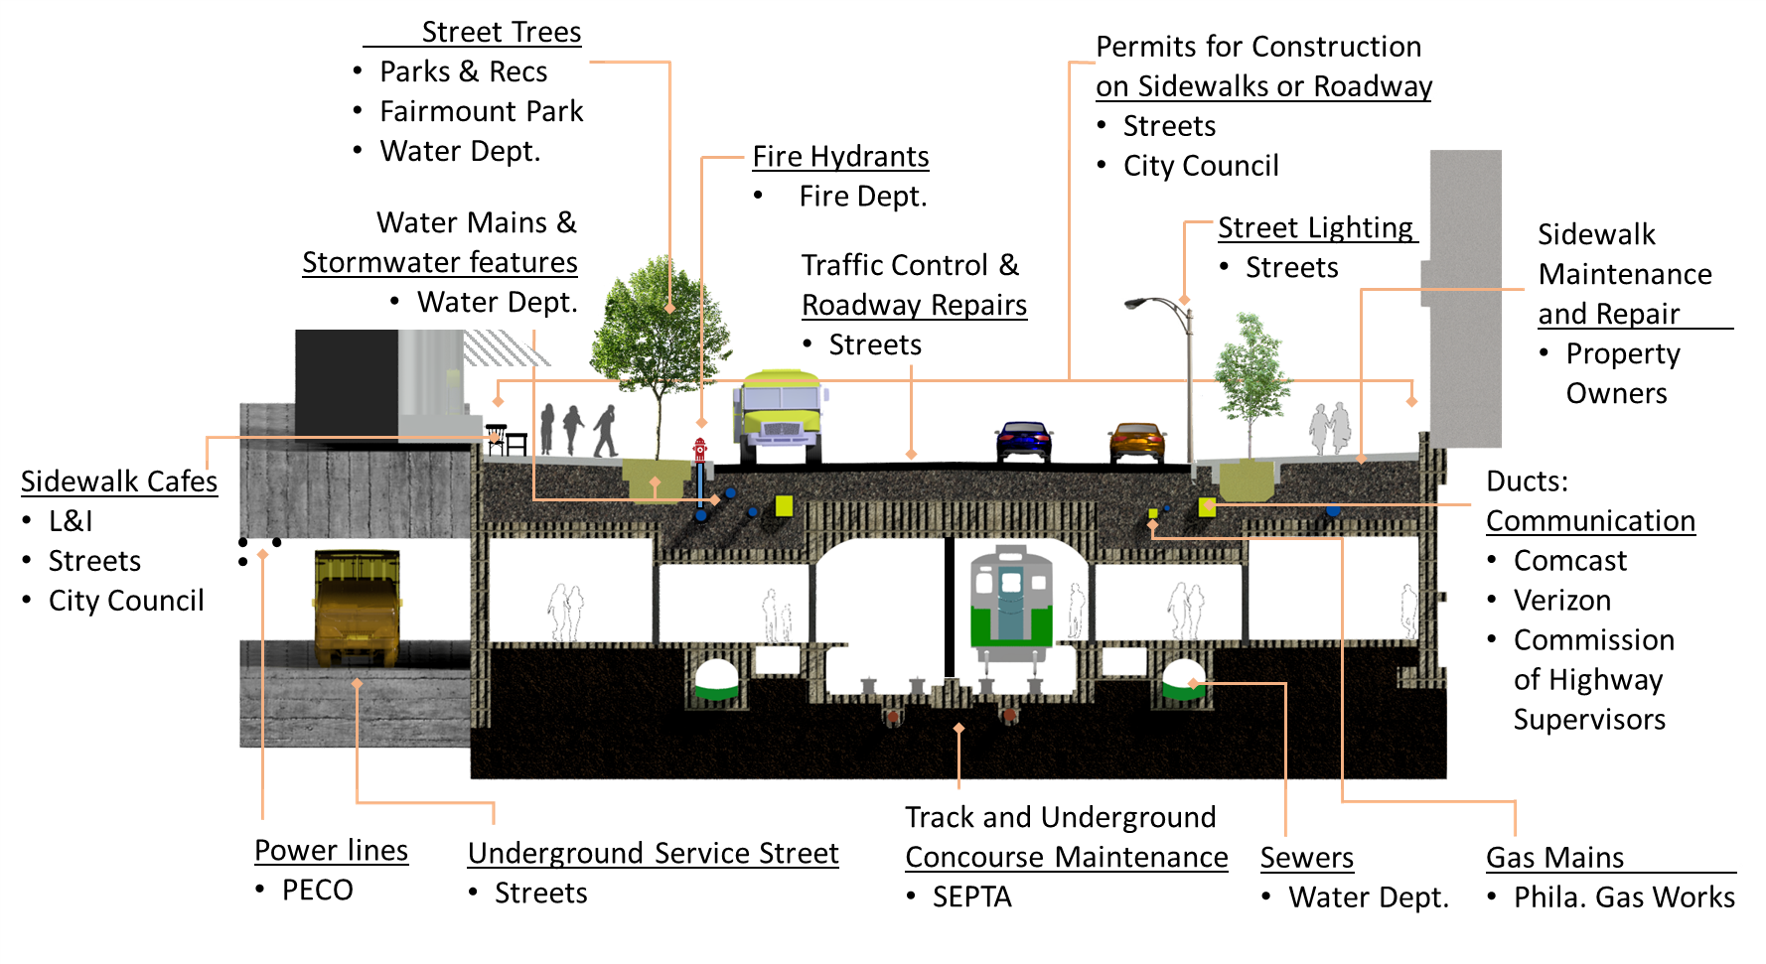 Street Trees
• Parks & Recs
• Fairmount Park
• Water Dept.
Permits for Construction
on Sidewalks or Roadway
• Streets
• City Council
Fire Hydrants
• Fire Dept.
Water Mains &
Stormwater features
• Water Dept.
Traffic Control &
Roadway Repairs
• Streets
Street Lighting
• Streets
Sidewalk
Maintenance
and Repair
• Property
Owners
Sidewalk Cafes
• L&I
• Streets
• City Council
Ducts:
Communication
• Comcast
• Verizon
• Commission
of Highway
Supervisors
Power lines
• PECO
Underground Service Street
• Streets
Track and Underground
Concourse Maintenance
• SEPTA
Sewers
• Water Dept.
Gas Mains
• Phila. Gas Works